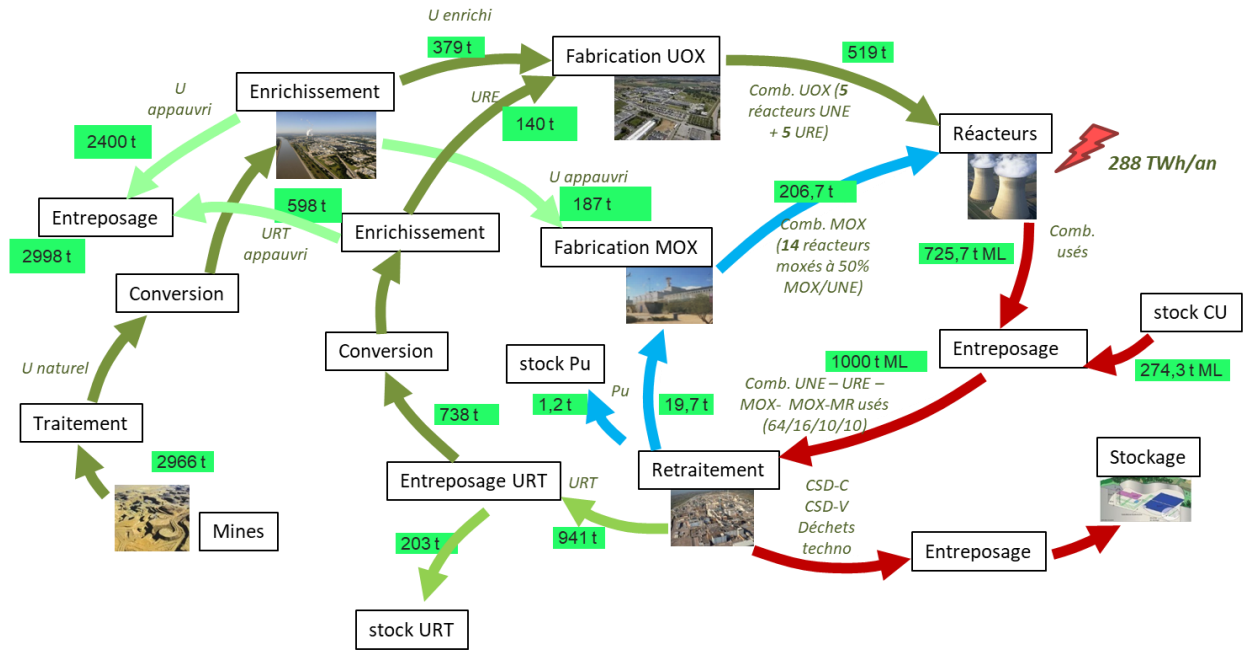 U enrichi
379 t
Fabrication UOX
519 t
U
appauvri
Enrichissement
URE
140 t
Comb. UOX (5
réacteurs UNE
+ 5 URE)
Réacteurs
288 TWh/an
2400 t
U appauvri
187 t
206,7 t
Entreposage
598 t
URT
appauvri
Enrichissement
Fabrication MOX
Comb. MOX
(14 réacteurs
moxés à 50%
MOX/UNE)
725,7 t ML
Comb.
usés
2998 t
Conversion
stock CU
Conversion
Entreposage
U naturel
stock Pu
Pu
1000 t ML
274,3 t ML
Comb. UNE – URE –
MOX- MOX-MR usés
(64/16/10/10)
1,2 t
19,7 t
Traitement
738 t
2966 t
Entreposage URT
URT
Retraitement
Stockage
CSD-C
CSD-V
Déchets
techno
Mines
203 t
941 t
Entreposage
stock URT